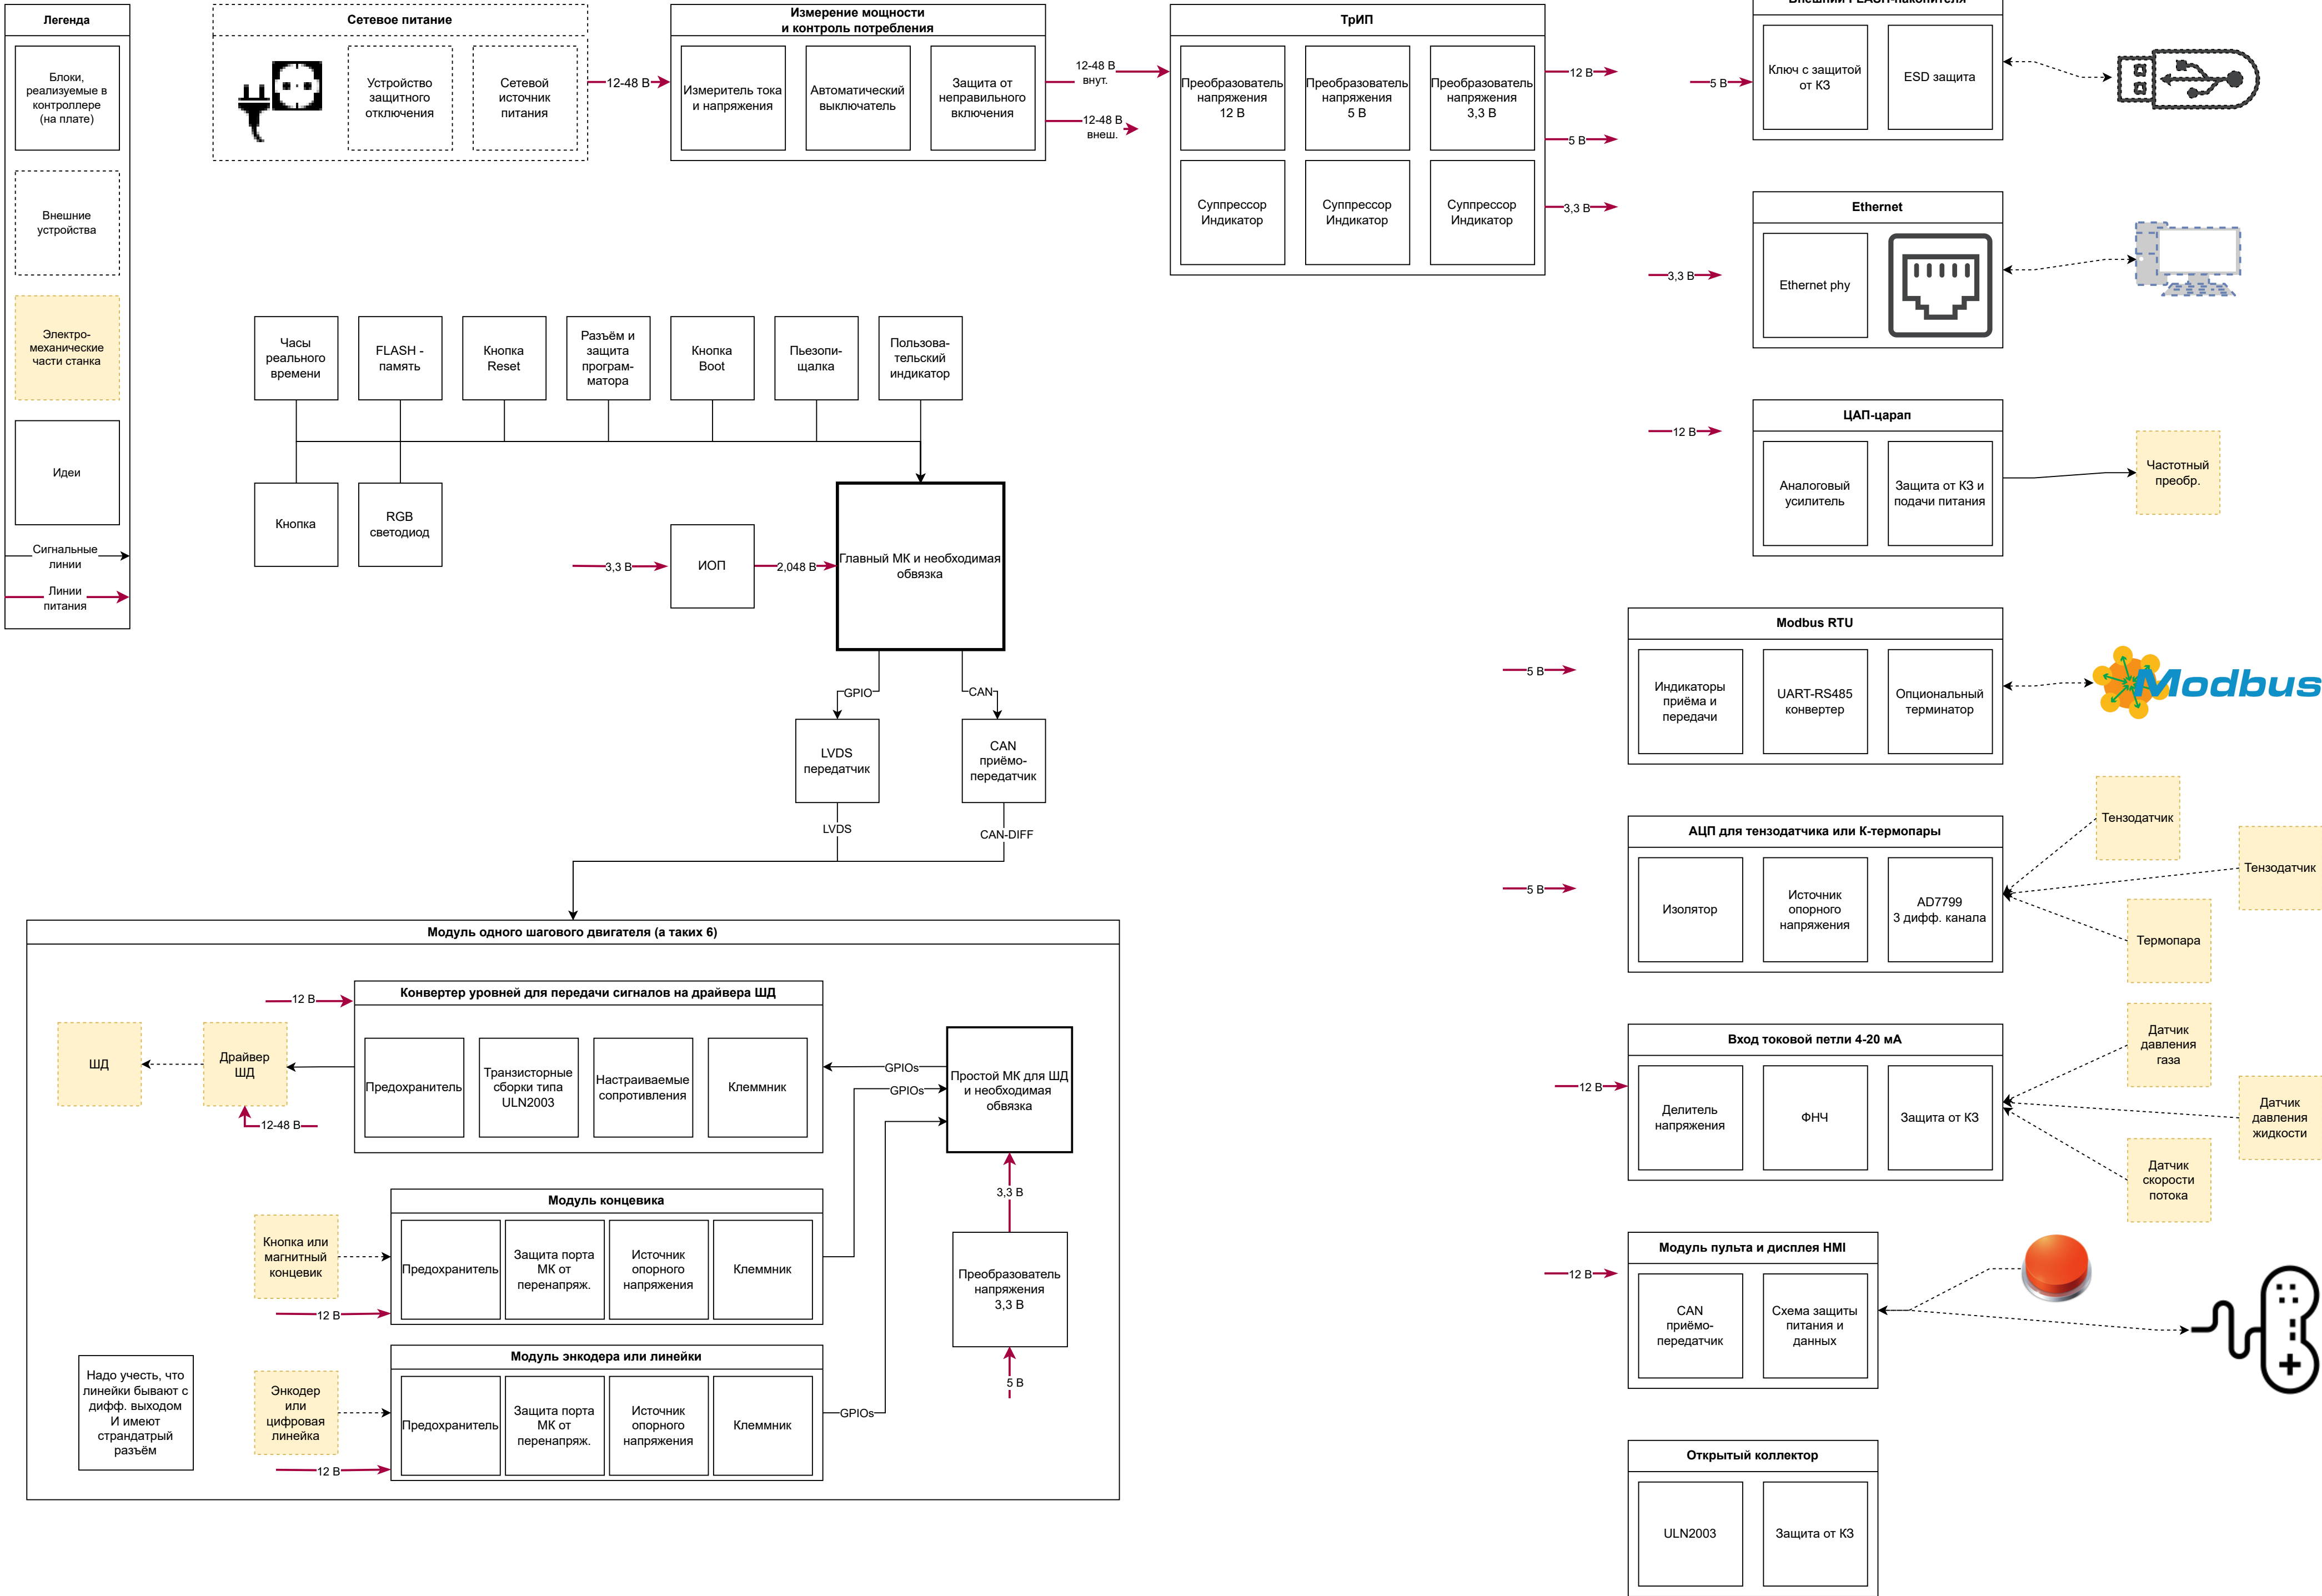 Легенда
Блоки,
реализуемые в
контроллере
(на плате)
Внешние
устройства
Электро-
механические
части станка
Идеи
Сигнальные
линии
Линии
питания
Сетевое питание
Устройство
защитного
отключения
Сетевой
источник
питания
12-48 В
Измерение мощности
и контроль потребления
Измеритель тока
и напряжения
Автоматический
выключатель
Защита от
неправильного
включения
12-48 В
внут.
12-48 В
внеш.
ТрИП
Преобразователь
напряжения
12 В
Преобразователь
напряжения
5 В
Преобразователь
напряжения
3,3 В
Суппрессор
Индикатор
Суппрессор
Индикатор
Суппрессор
Индикатор
12 В
5 В
3,3 В
5 В
Внешний FLASH-накопителя
Ключ с защитой
от КЗ
ESD защита
3,3 В
Ethernet
Ethernet phy
Часы
реального
времени
FLASH -
память
Кнопка
Reset
Разъём и
защита
програм-
матора
Кнопка
Boot
Пьезопи-
щалка
Пользова-
тельский
индикатор
Кнопка
RGB
светодиод
3,3 В
ИОП
2,048 В
Главный МК и необходимая
обвязка
GPIO
CAN
LVDS
передатчик
CAN
приёмо-
передатчик
LVDS
CAN-DIFF
12 В
ЦАП-царап
Аналоговый
усилитель
Защита от КЗ и
подачи питания
Частотный
преобр.
5 В
Modbus RTU
Индикаторы
приёма и
передачи
UART-RS485
конвертер
Опциональный
терминатор
Modbus
5 В
АЦП для тензодатчика или К-термопары
Изолятор
Источник
опорного
напряжения
AD7799
3 дифф. канала
Тензодатчик
Тензодатчик
Термопара
12 В
Вход токовой петли 4-20 мА
Делитель
напряжения
ФНЧ
Защита от КЗ
Датчик
давления
газа
Датчик
давления
жидкости
Датчик
скорости
потока
12 В
Модуль пульта и дисплея HMI
CAN
приёмо-
передатчик
Схема защиты
питания и
данных
Открытый коллектор
ULN2003
Защита от КЗ
Модуль одного шагового двигателя (а таких 6)
12 В
Конвертер уровней для передачи сигналов на драйвера ШД
Предохранитель
Транзисторные
сборки типа
ULN2003
Настраиваемые
сопротивления
Клеммник
ШД
Драйвер
ШД
12-48 В
GPIOs
GPIOs
Простой МК для ШД
и необходимая
обвязка
3,3 В
Преобразователь
напряжения
3,3 В
5 В
Модуль концевика
Предохранитель
Защита порта
МК от
перенапряж.
Источник
опорного
напряжения
Клеммник
Кнопка или
магнитный
концевик
12 В
Модуль энкодера или линейки
Предохранитель
Защита порта
МК от
перенапряж.
Источник
опорного
напряжения
Клеммник
GPIOs
Энкодер
или
цифровая
линейка
12 В
Надо учесть, что
линейки бывают с
дифф. выходом
И имеют
страндатрый
разъём